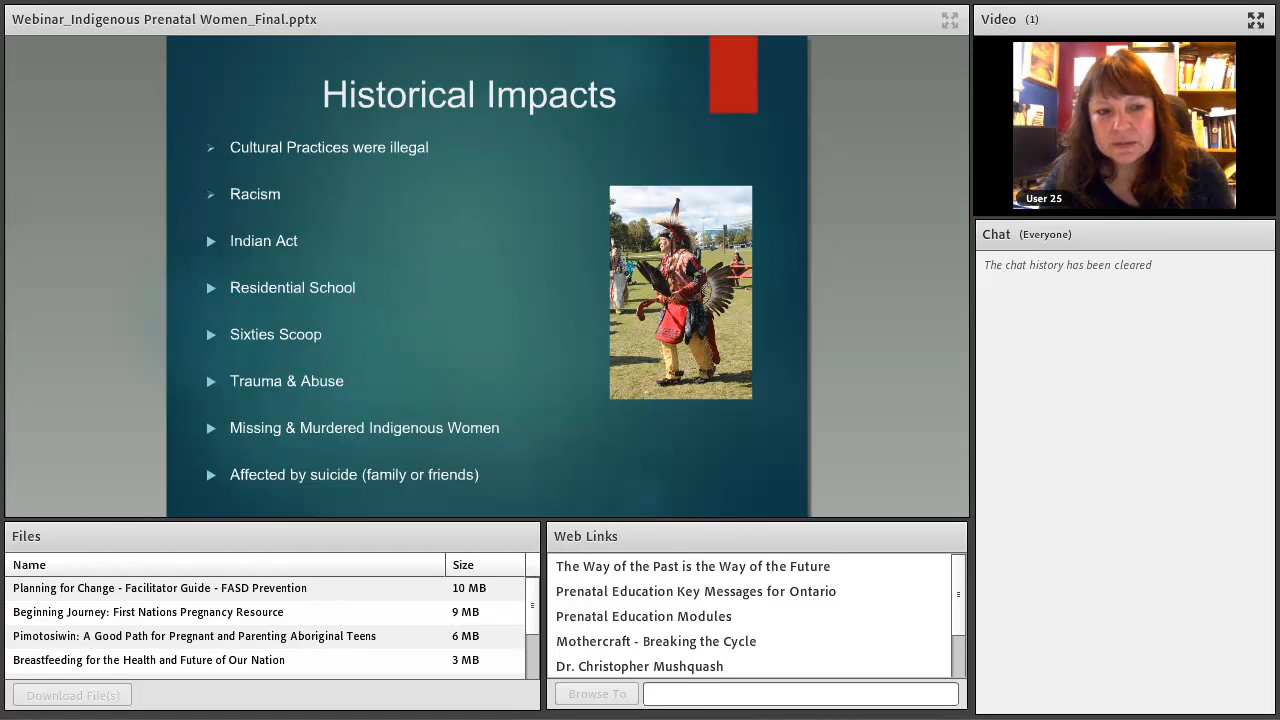 Webinar_Indigenous Prenatal Women_Final.pptx
Historical Impacts
Cultural Practices were illegal
Racism
Indian Act
Residential School
Sixties Scoop
Trauma & Abuse
Missing & Murdered Indigenous Women
Affected by suicide (family or friends)
Video (1)
User 25
Chat (Everyone)
The chat history has been cleared
Files
Name Size
Planning for Change - Facilitator Guide - FASD Prevention 10 MB
Beginning Journey: First Nations Pregnancy Resource 9 MB
Pimotosiwin: A Good Path for Pregnant and Parenting Aboriginal Teens 6 MB
Breastfeeding for the Health and Future of Our Nation 3 MB
Download File(s)
Web Links
The Way of the Past is the Way of the Future
Prenatal Education Key Messages for Ontario
Prenatal Education Modules
Mothercraft - Breaking the Cycle
Dr. Christopher Mushquash
Browse To